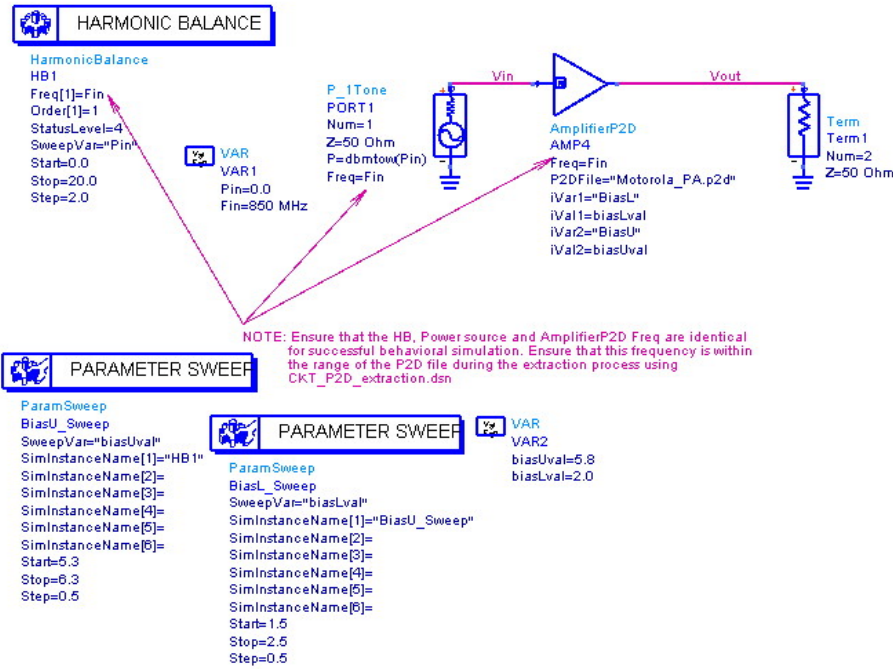 HARMONIC BALANCE
HarmonicBalance
HB1
Freq[1]=Fin
Order[1]=1
StatusLevel=4
SweepVar="Pin"
Start=0.0
Stop=20.0
Step=2.0
Var
Eqn
VAR
VAR1
Pin=0.0
Fin=850 MHz
P_1Tone
PORT1
Num=1
Z=50 Ohm
P=dbmtow(Pin)
Freq=Fin
Vin
Vout
AmplifierP2D
AMP4
Freq=Fin
P2DFile="Motorola_PA.p2d"
iVar1="BiasL"
iVal1=biasLval
iVar2="BiasU"
iVal2=biasUval
Term
Term1
Num=2
Z=50 Ohm
NOTE: Ensure that the HB, Power source and AmplifierP2D Freq are identical
for successful behavioral simulation. Ensure that this frequency is within
the range of the P2D file during the extraction process using
CKT_P2D_extraction.dsn
PARAMETER SWEEP
ParamSweep
BiasU_Sweep
SweepVar="biasUval"
SimInstanceName[1]="HB1"
SimInstanceName[2]=
SimInstanceName[3]=
SimInstanceName[4]=
SimInstanceName[5]=
SimInstanceName[6]=
Start=5.3
Stop=6.3
Step=0.5
PARAMETER SWEEP
ParamSweep
BiasL_Sweep
SweepVar="biasLval"
SimInstanceName[1]="BiasU_Sweep"
SimInstanceName[2]=
SimInstanceName[3]=
SimInstanceName[4]=
SimInstanceName[5]=
SimInstanceName[6]=
Start=1.5
Stop=2.5
Step=0.5
Var
Eqn
VAR
VAR2
biasUval=5.8
biasLval=2.0